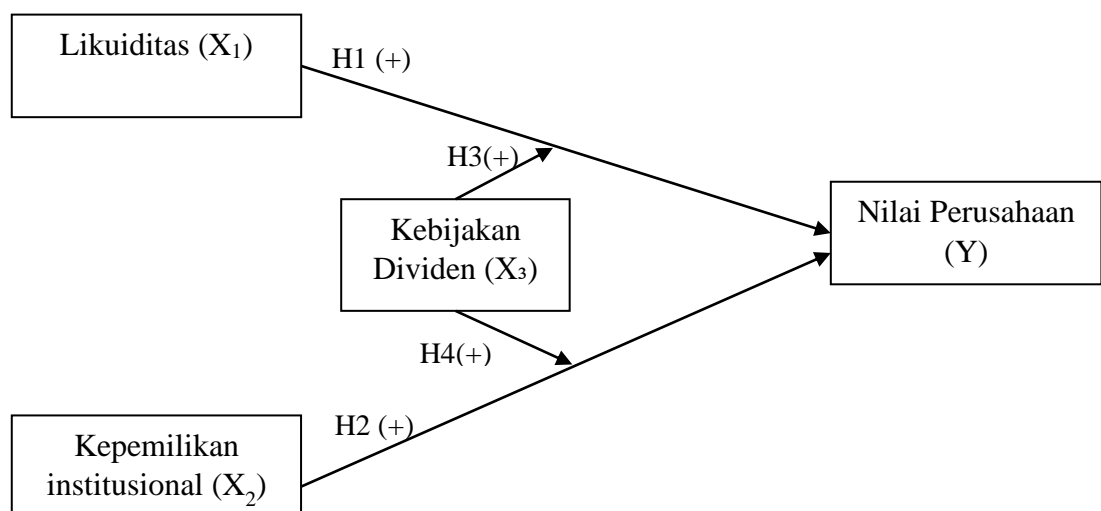 Likuiditas (X₁)
H1 (+)
H3(+)
Kebijakan
Dividen (X₃)
Nilai Perusahaan
(Y)
H4(+)
H2 (+)
Kepemilikan
institusional (X₂)